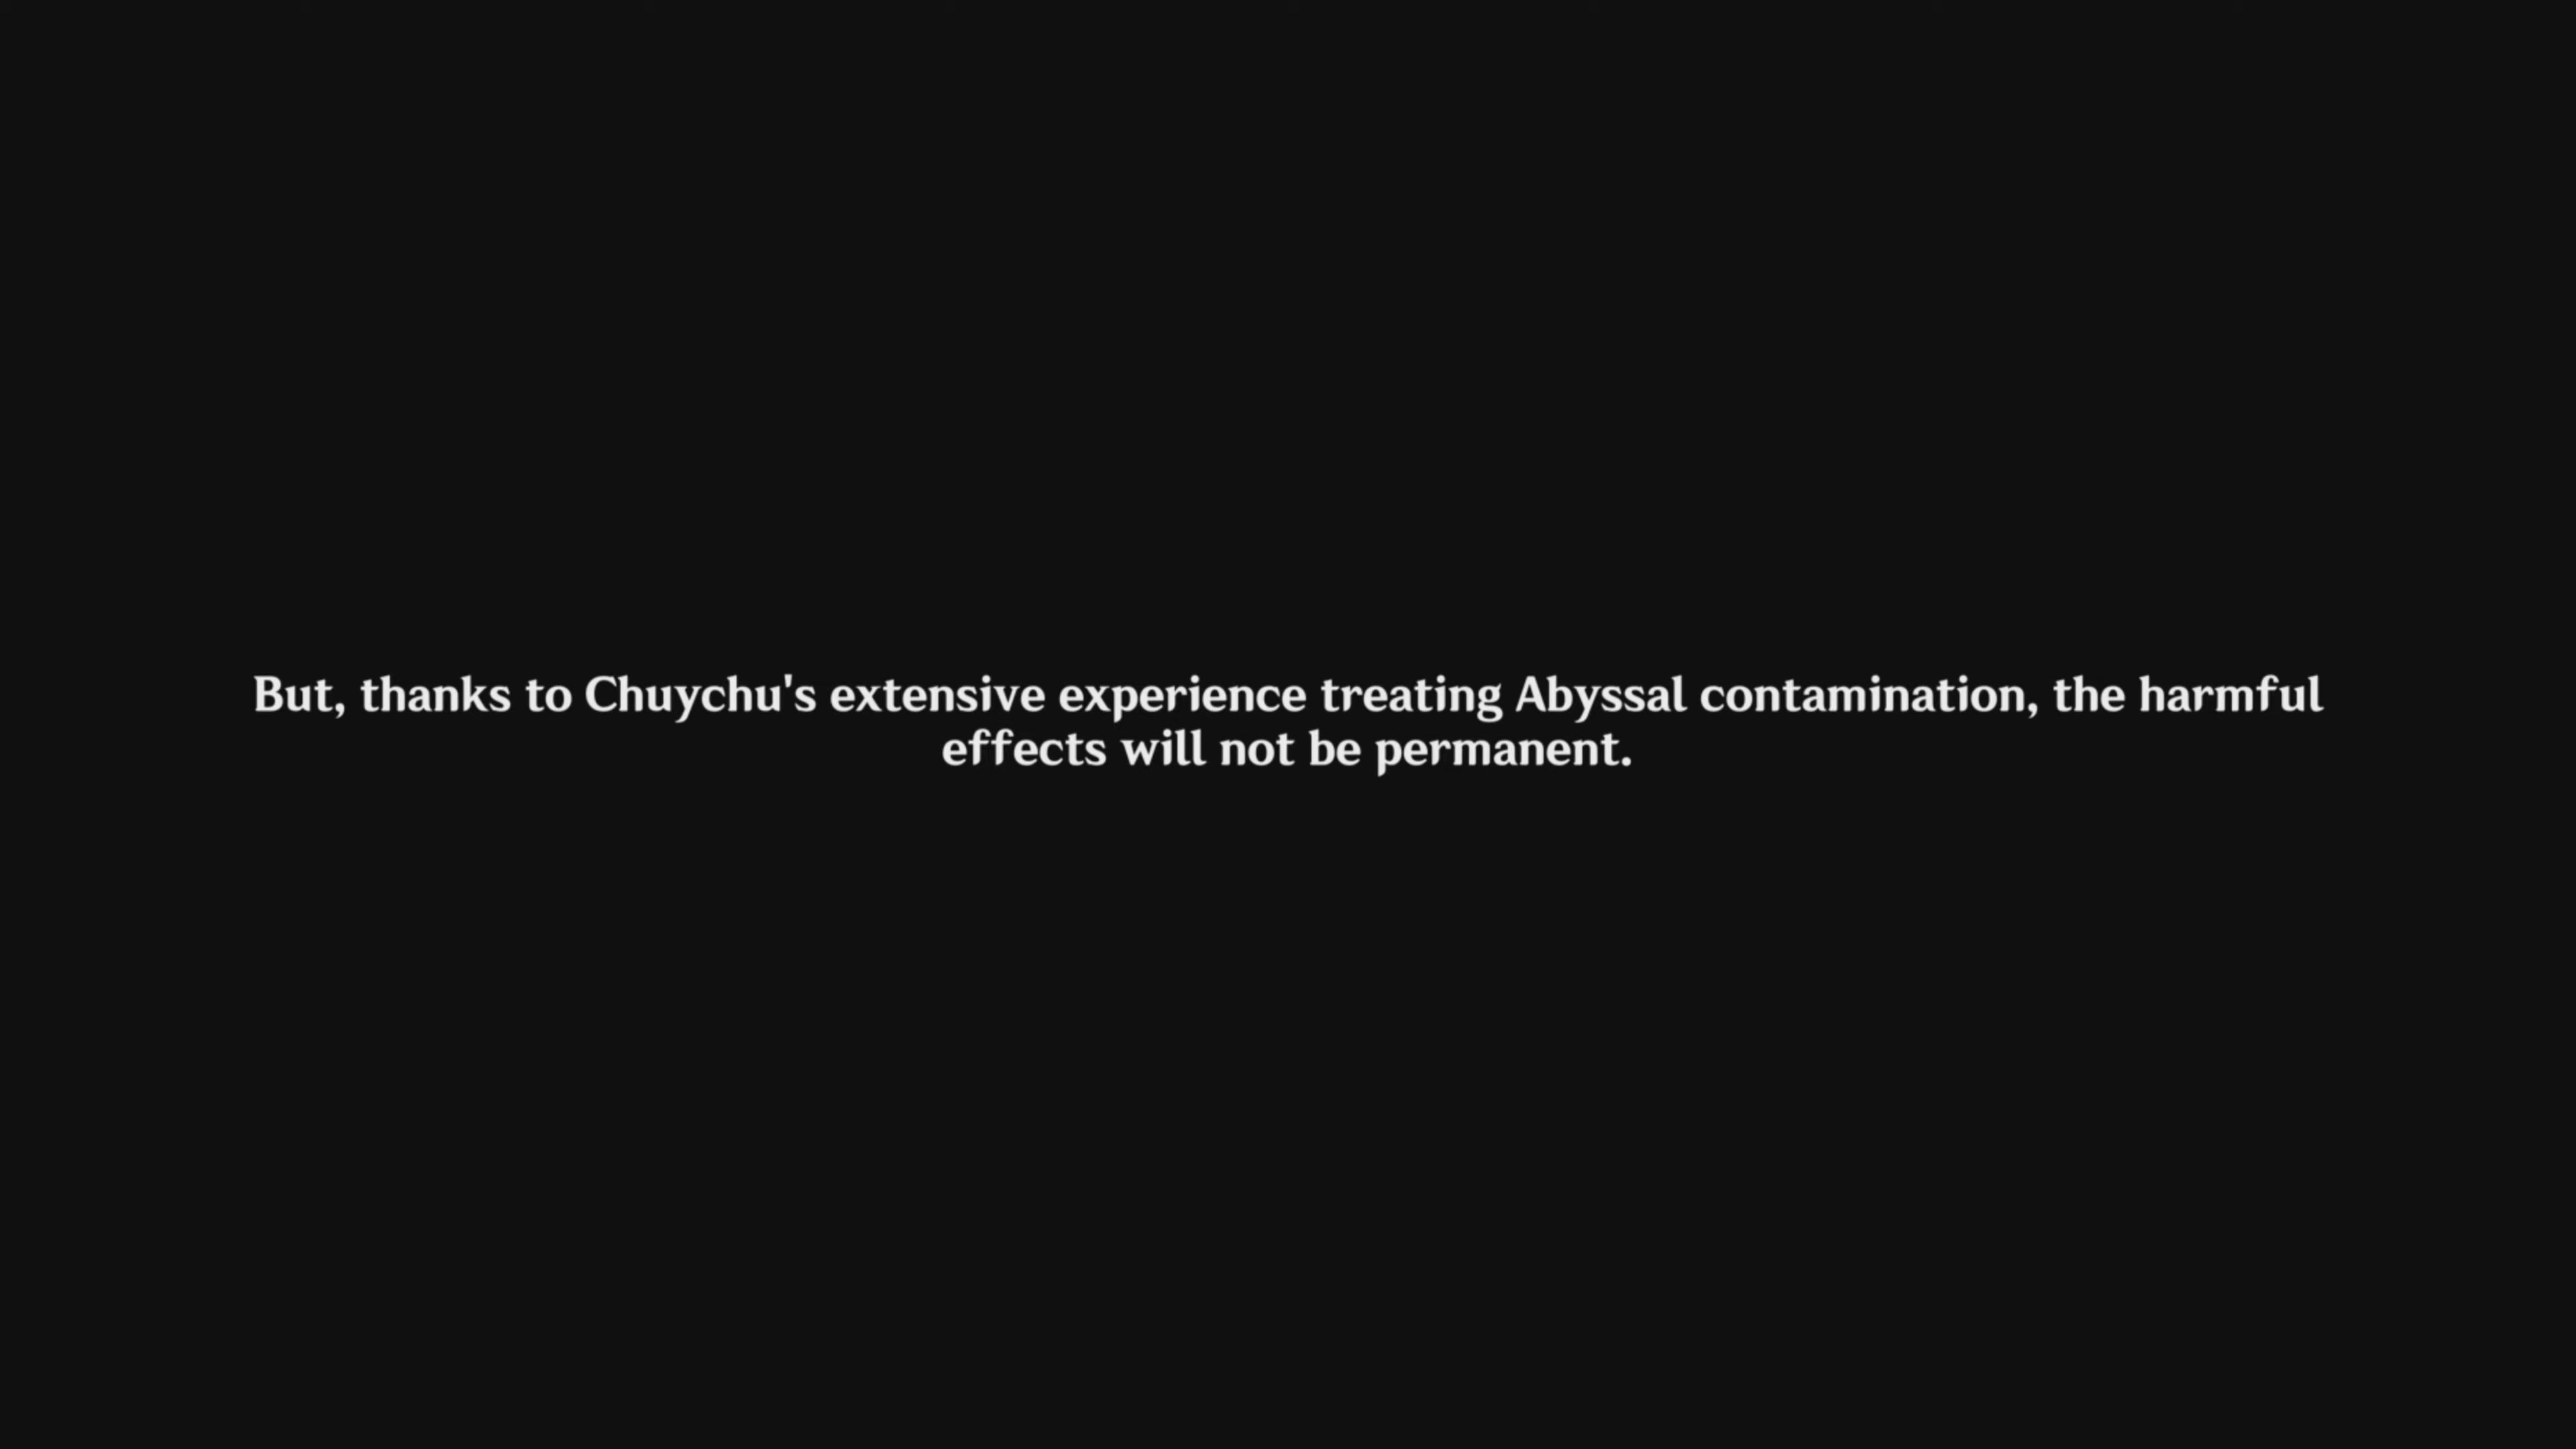 But, thanks to Chuychu's extensive experience treating Abyssal contamination, the harmful
effects will not be permanent.